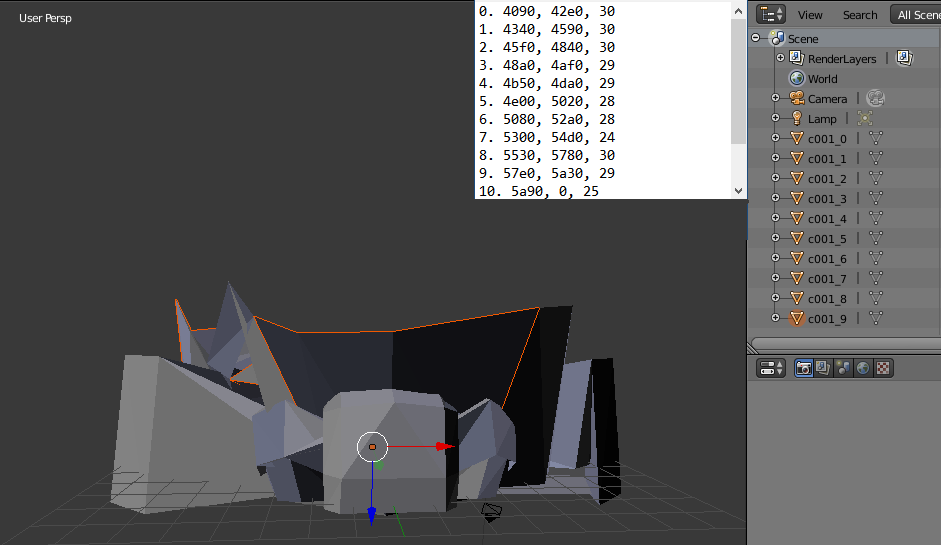 User Persp
0. 4090, 42e0, 30
1. 4340, 4590, 30
2. 45f0, 4840, 30
3. 48a0, 4af0, 29
4. 4b50, 4da0, 29
5. 4e00, 5020, 28
6. 5080, 52a0, 28
7. 5300, 54d0, 24
8. 5530, 5780, 30
9. 57e0, 5a30, 29
10. 5a90, 0, 25
View Search All Scene
Scene
RenderLayers
World
Camera
Lamp
c001_0
c001_1
c001_2
c001_3
c001_4
c001_5
c001_6
c001_7
c001_8
c001_9